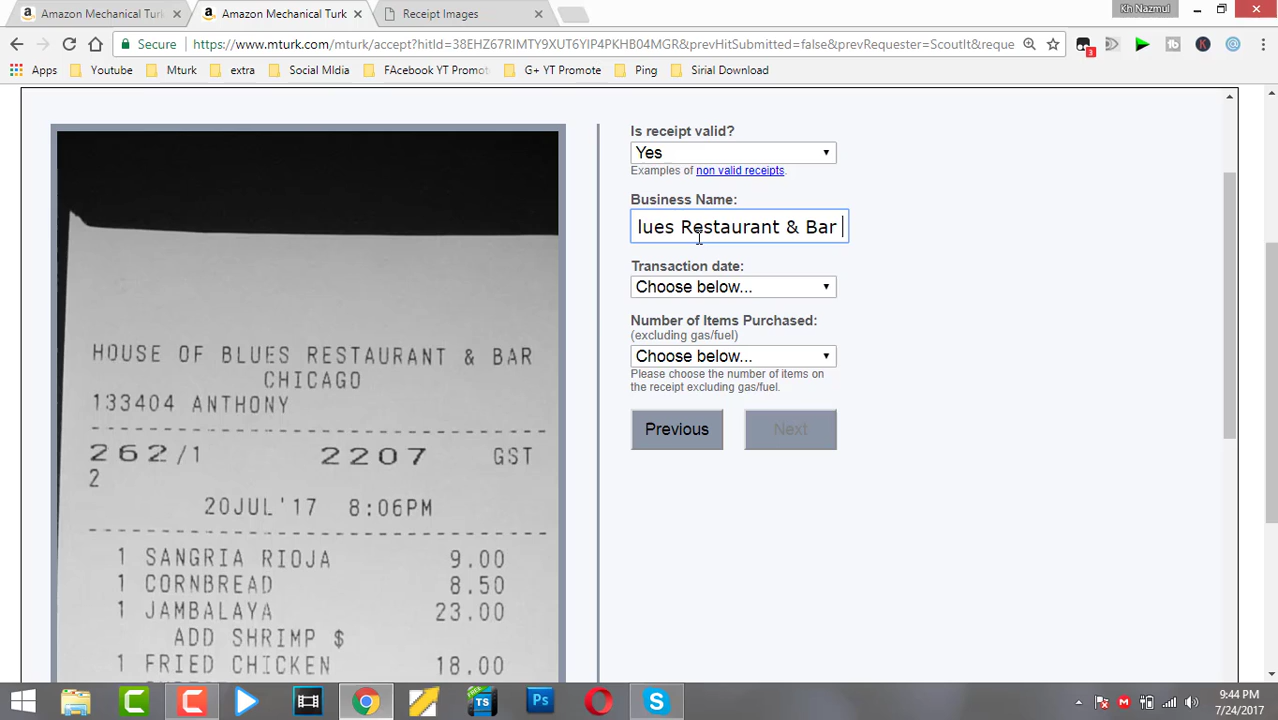 Amazon Mechanical Turk
Amazon Mechanical Turk
Receipt Images
Kh Nazmul
Secure
https://www.mturk.com/mturk/accept?hitId=38EHZ67RIMTY9XUT6YIP4PKHB04MGR&prevHitSubmitted=false&prevRequester=ScoutIt&reque
3
Apps
Youtube
Mturk
extra
Social MIdia
Acebook YT Promot
G+ YT Promote
Ping
Sirial Download
HOUSE OF BLUES RESTAURANT & BAR
CHICAGO
133404 ANTHONY
262/1 2207 GST
2
20JUL'17 8:06PM
1 SANGRIA RIOJA 9.00
1 CORNBREAD 8.50
1 JAMBALAYA 23.00
ADD SHRIMP $
1 FRIED CHICKEN 18.00
Is receipt valid?
Yes
Examples of non valid receipts.
Business Name:
lues Restaurant & Bar
Transaction date:
Choose below...
Number of Items Purchased:
(excluding gas/fuel)
Choose below...
Please choose the number of items on
the receipt excluding gas/fuel.
Previous
Next
FREE
TS
Ps
9:44 PM
7/24/2017